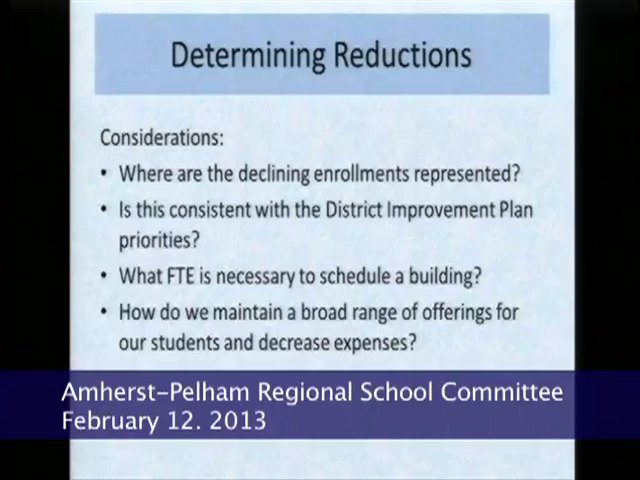 Determining Reductions
Considerations:
• Where are the declining enrollments represented?
• Is this consistent with the District Improvement Plan
priorities?
• What FTE is necessary to schedule a building?
• How do we maintain a broad range of offerings for
our students and decrease expenses?
Amherst-Pelham Regional School Committee
February 12. 2013